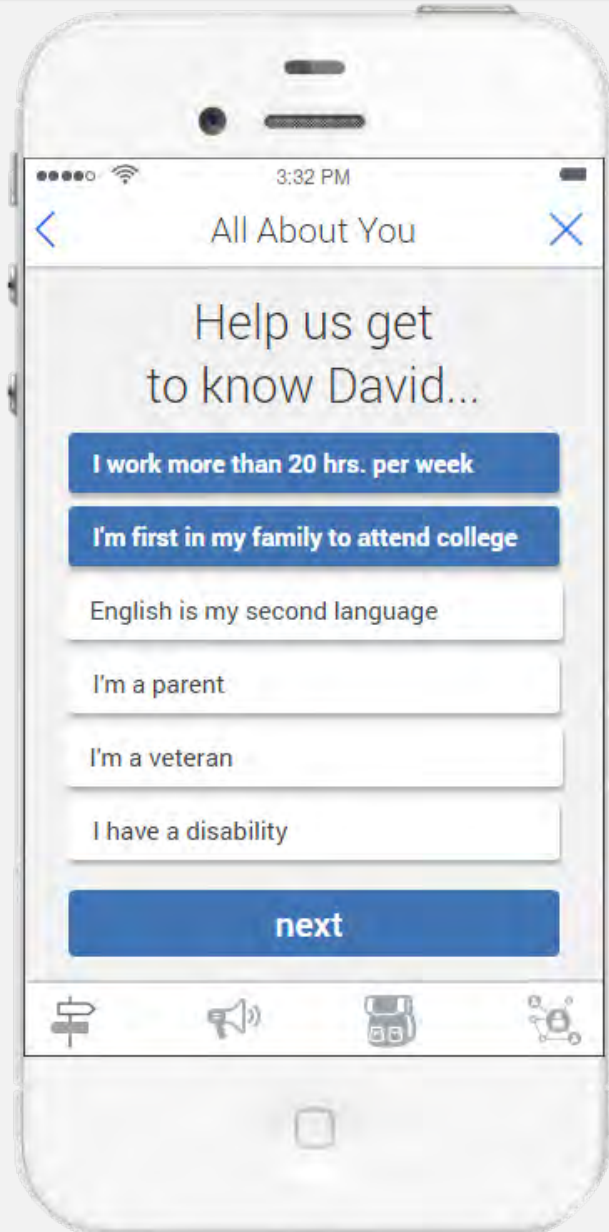 3:32 PM
All About You
Help us get
to know David...
I work more than 20 hrs. per week
I'm first in my family to attend college
English is my second language
I'm a parent
I'm a veteran
I have a disability
next